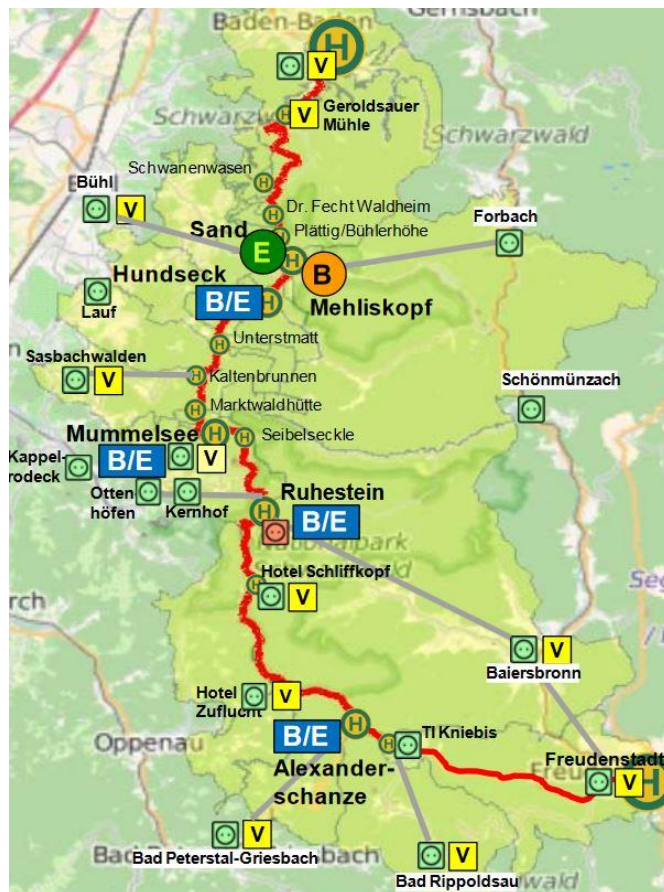 Baden-Baden
Gernsbach
H
V
Geroldsauer
Mühle
H
V
Schwarzwald
Schwarzwald
Schwanenwasen
H
Bühl
V
H
Dr. Fecht Waldheim
Forbach
Sand
H
Plättig/Bühlerhöhe
E
H
B
Hundseck
Mehliskopf
B/E
H
Lauf
H
Unterstmatt
Sasbachwalden
V
H
Kaltenbrunnen
Schönmünzach
H
Marktwaldhütte
Mummelsee
H
H
Seibelseckle
Kappel-
rodeck
B/E
V
Otten-
höfen
Kernhof
Ruhestein
H
B/E
Nationalpark
H
Hotel Schliffkopf
V
V
Baiersbronn
Hotel
Zuflucht
V
B/E
H
H
TI Kniebis
Oppenau
Alexander-
schanze
Freudenstadt
V
H
V
Bad Peterstal-Griesbach
V
Bad Rippoldsau